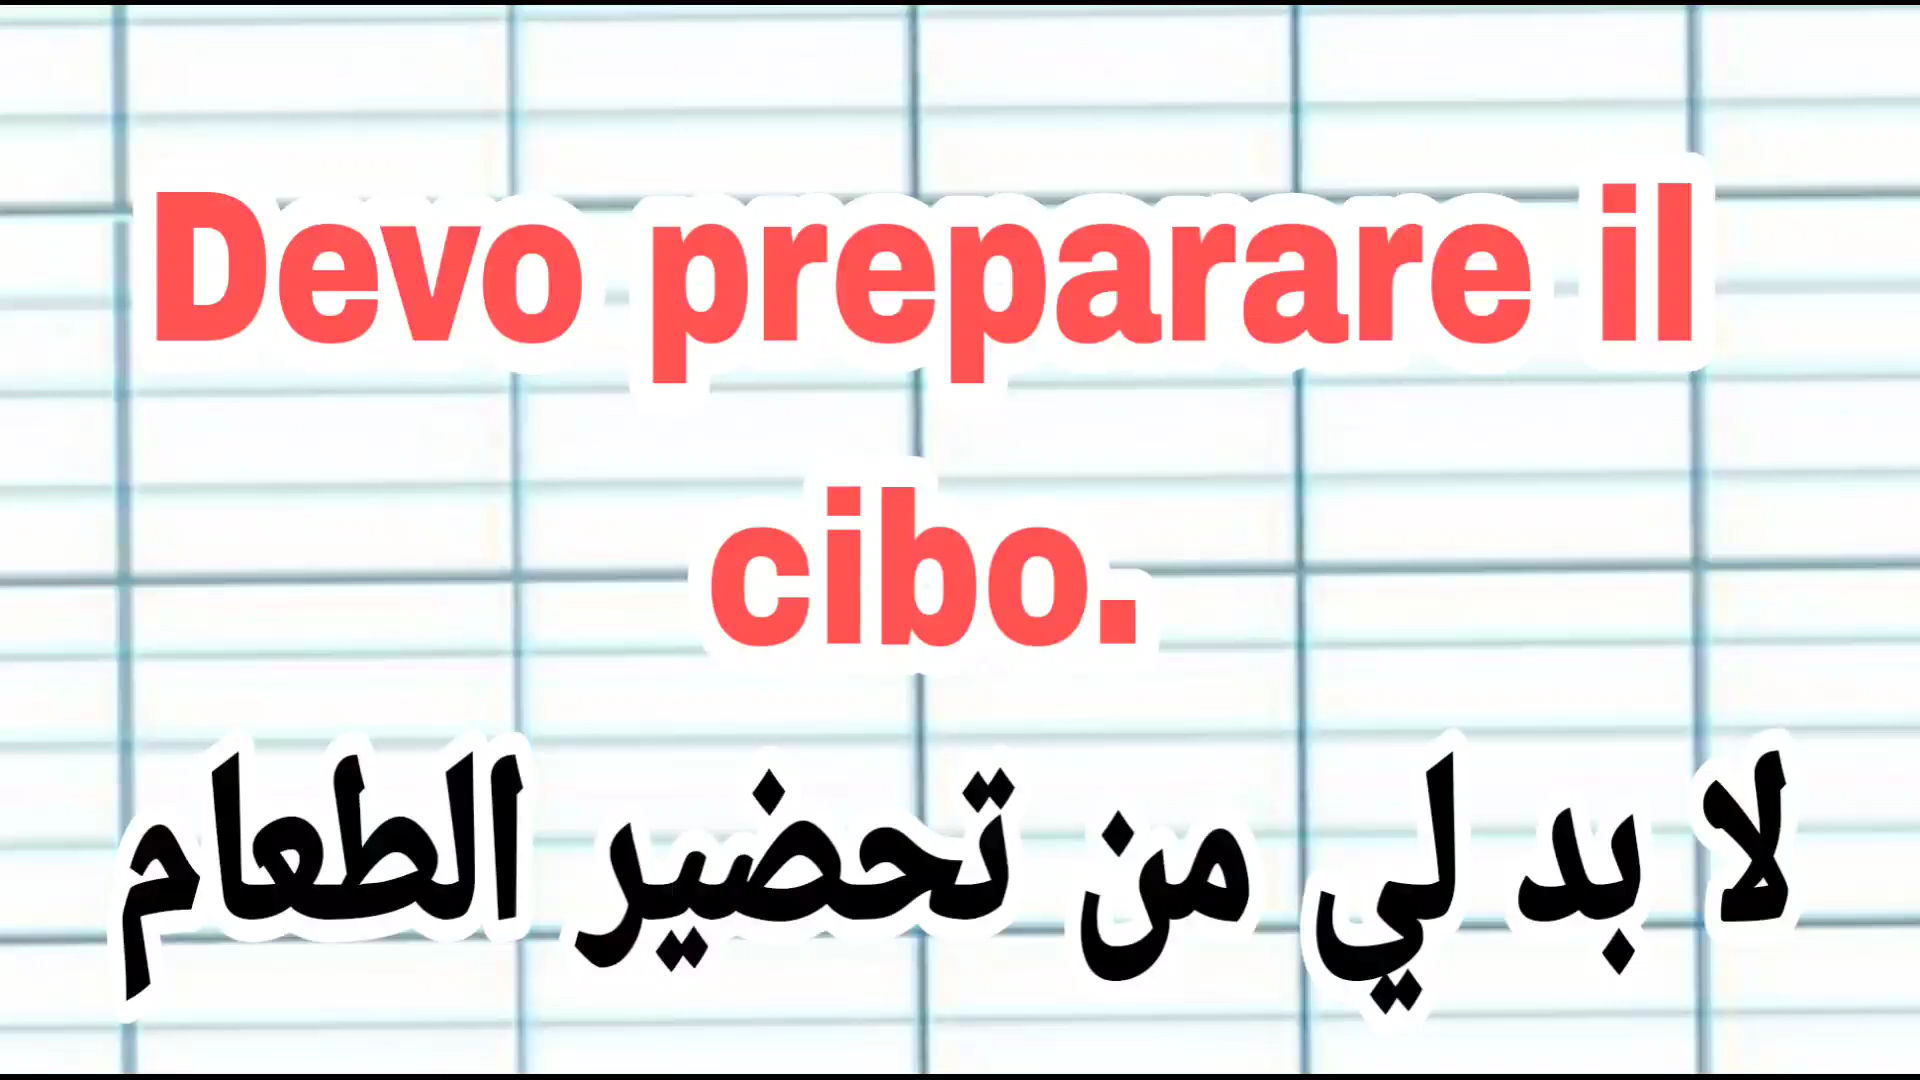 Devo preparare il
cibo.
لا بد لي من تحضير الطعام